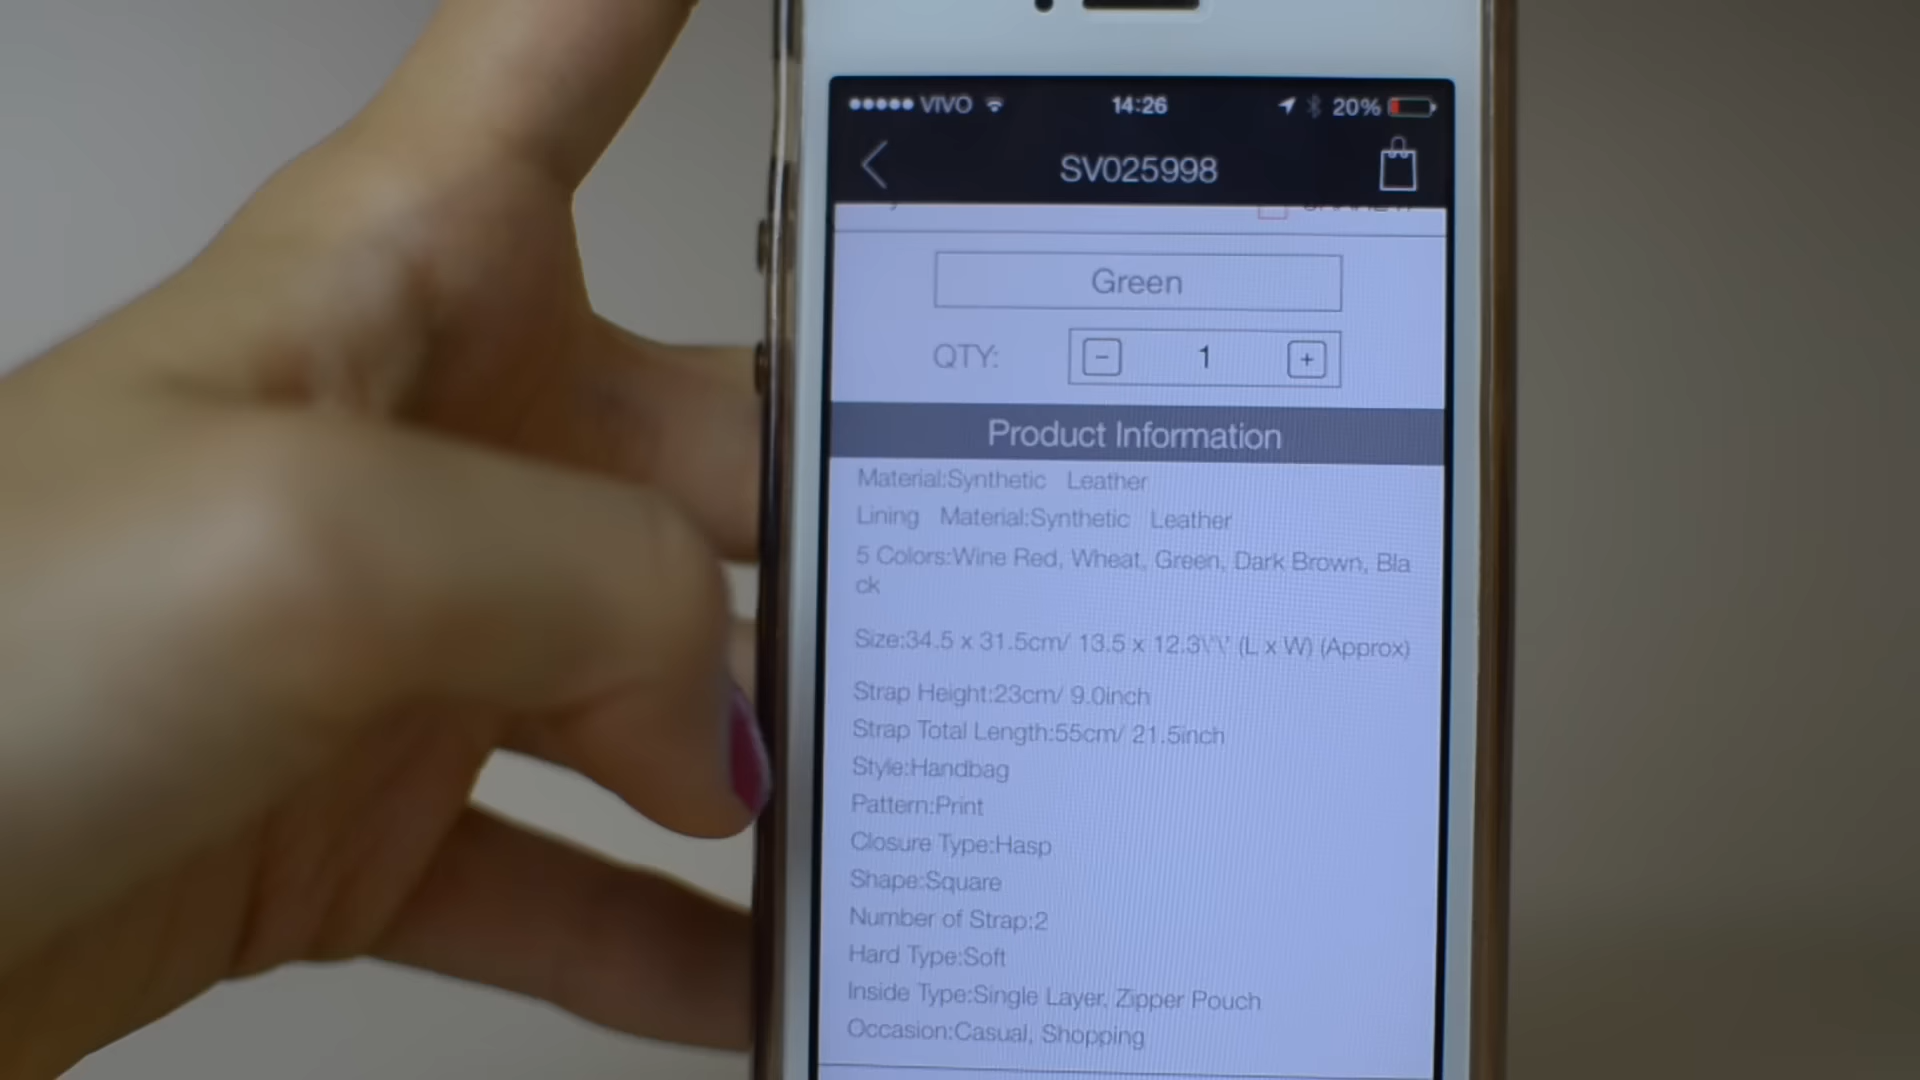 VIVO 14:26 20%
SV025998
Green
QTY: − 1 +
Product Information
Material:Synthetic Leather
Lining Material:Synthetic Leather
5 Colors:Wine Red, Wheat, Green, Dark Brown, Bla
ck
Size:34.5 x 31.5cm/ 13.5 x 12.3\"\" (L x W) (Approx)
Strap Height:23cm/ 9.0inch
Strap Total Length:55cm/ 21.5inch
Style:Handbag
Pattern:Print
Closure Type:Hasp
Shape:Square
Number of Strap:2
Hard Type:Soft
Inside Type:Single Layer, Zipper Pouch
Occasion:Casual, Shopping